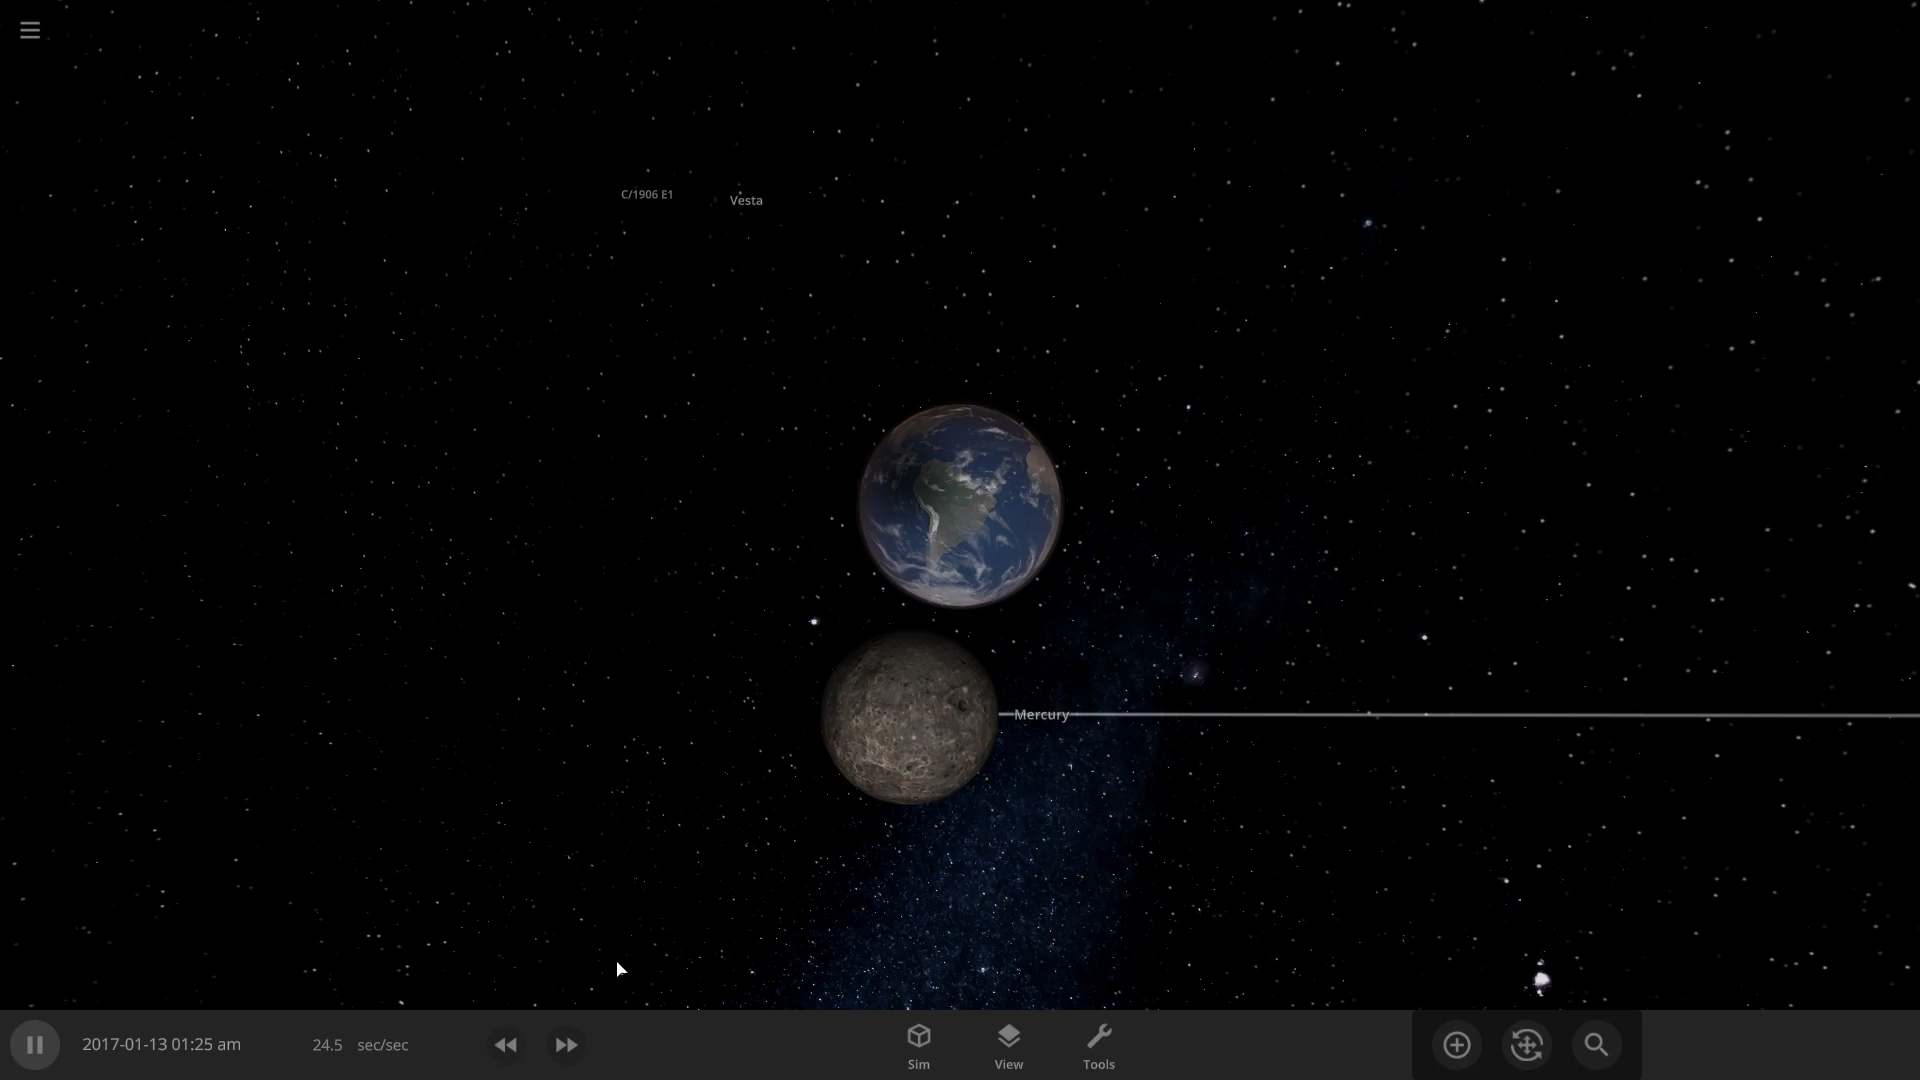 C/1906 E1
Vesta
Mercury
2017-01-13 01:25 am
24.5 sec/sec
Sim
View
Tools